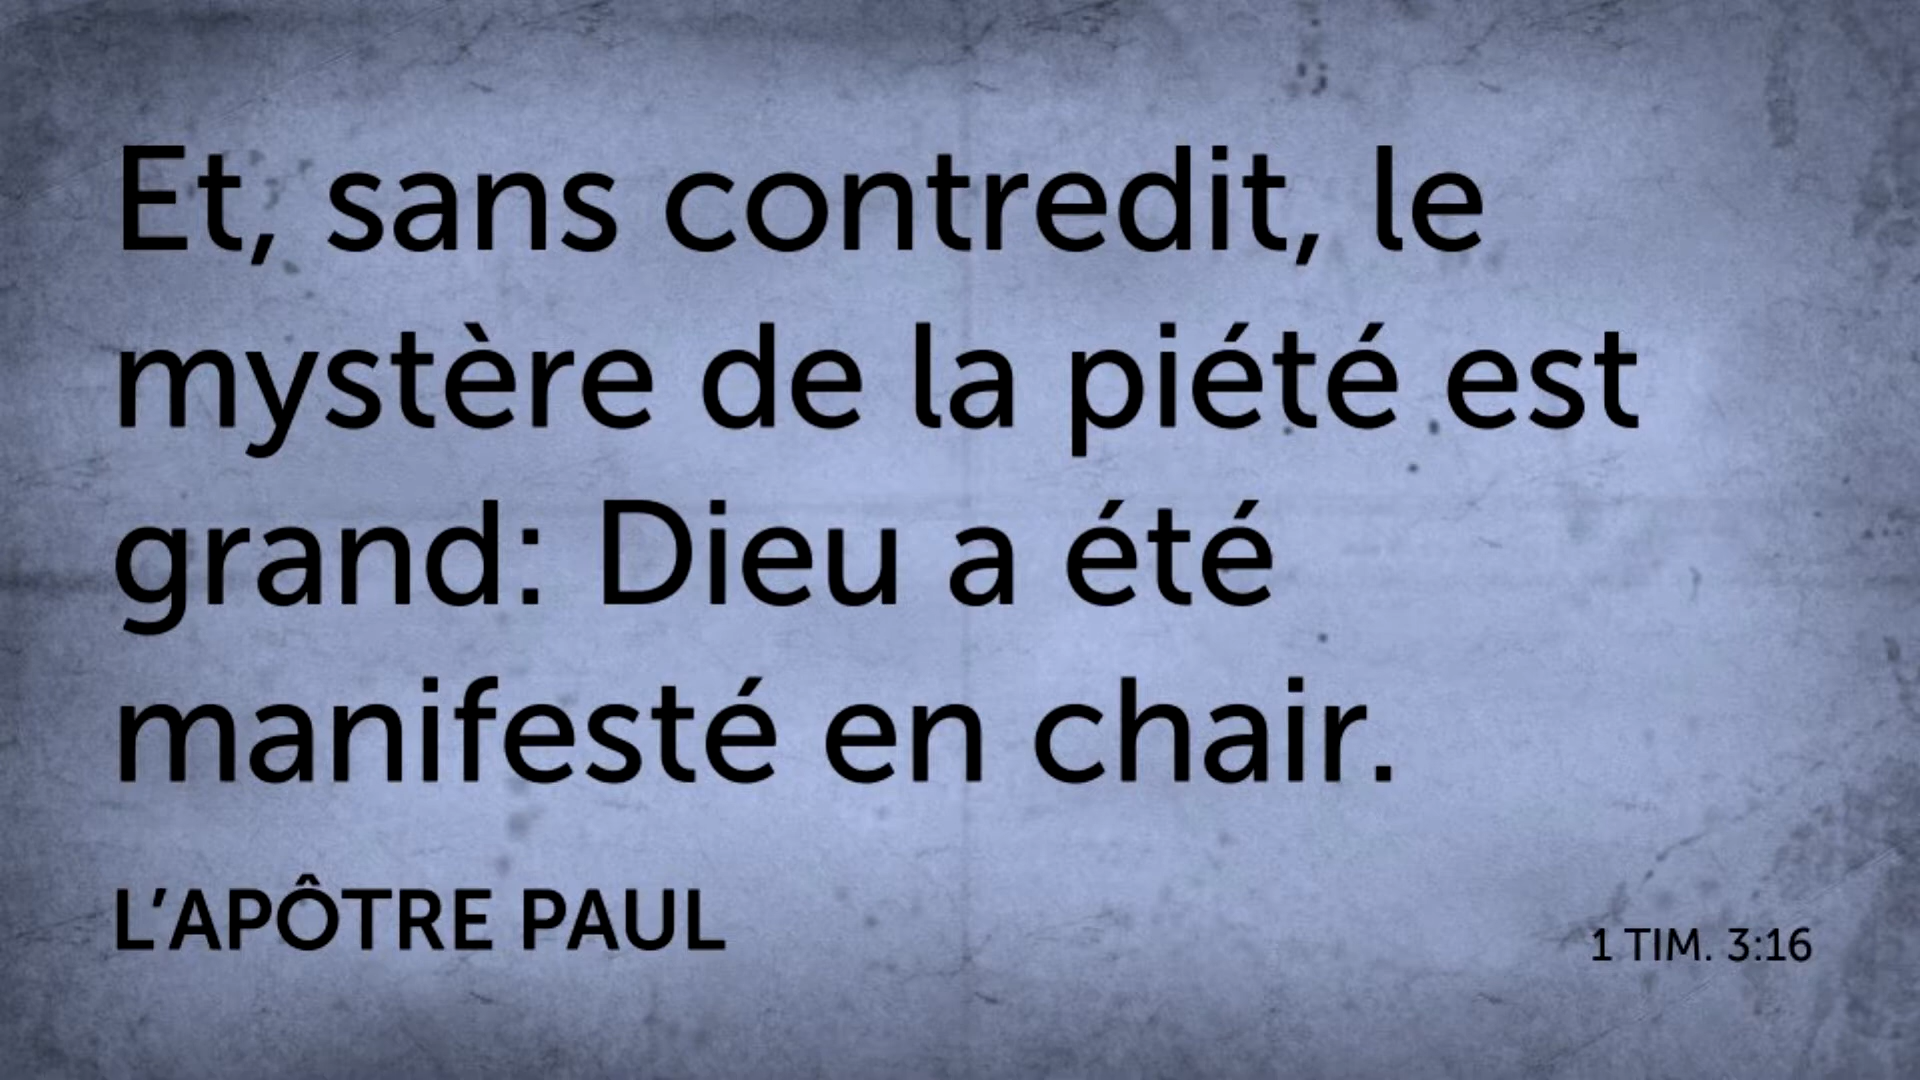 Et, sans contredit, le
mystère de la piété est
grand: Dieu a été
manifesté en chair.
L’APÔTRE PAUL
1 TIM. 3:16